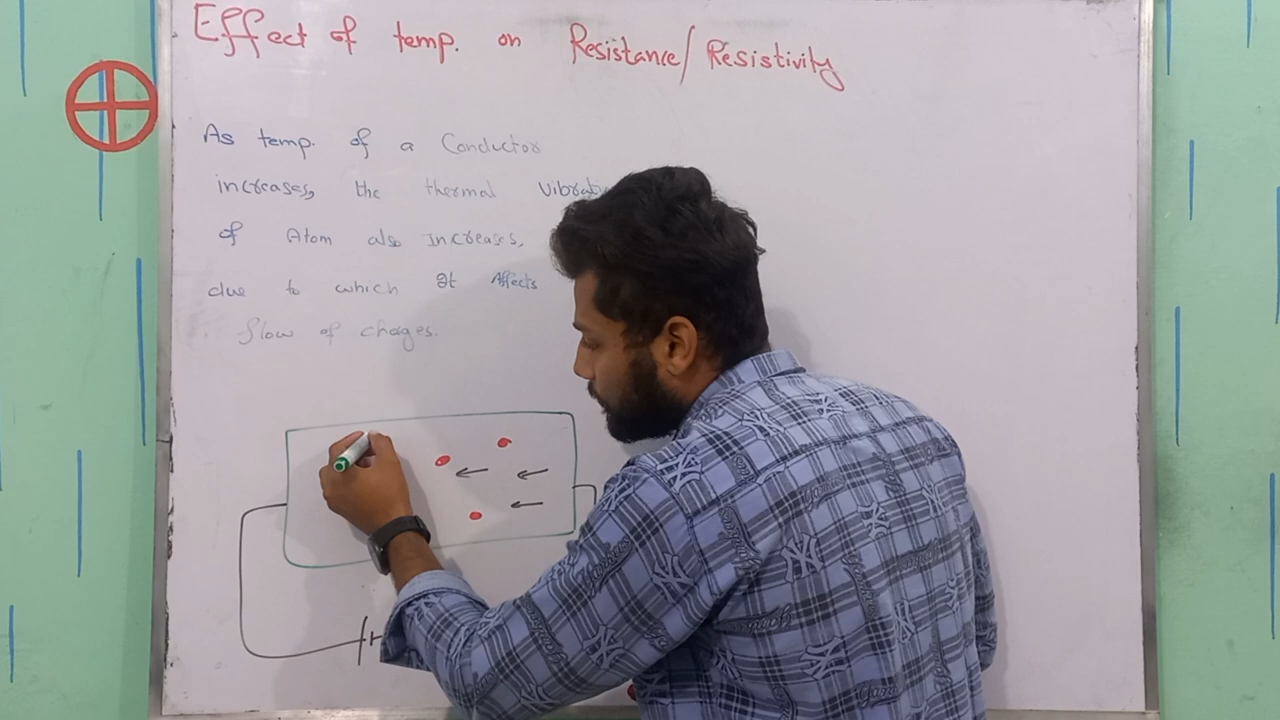 Effect of temp. on Resistance/Resistivity
As temp. of a Conductor
increases, the thermal
of Atom also increases,
due to which It Affects
flow of charges.